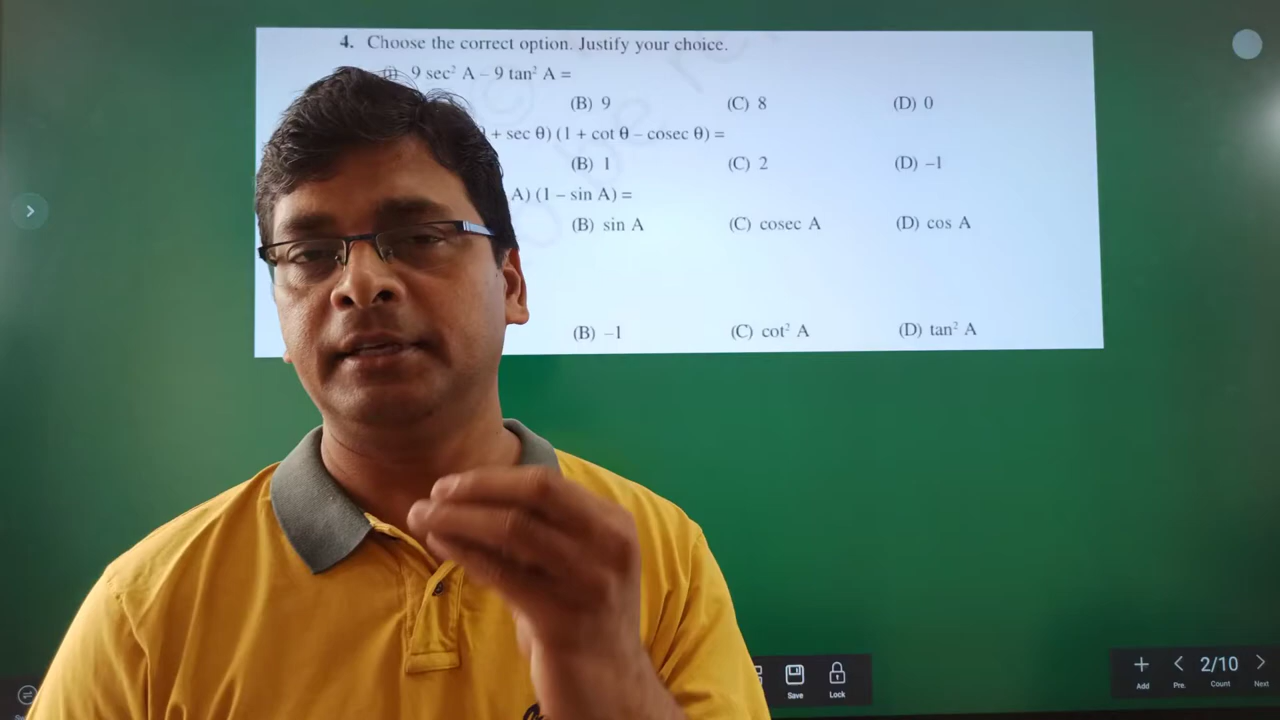 4. Choose the correct option. Justify your choice.
(i) 9 sec² A – 9 tan² A =
(B) 9 (C) 8 (D) 0
+ sec θ) (1 + cot θ – cosec θ) =
(B) 1 (C) 2 (D) –1
A) (1 – sin A) =
(B) sin A (C) cosec A (D) cos A
(B) –1 (C) cot² A (D) tan² A
Save Lock
2/10
Add Pre. Count Next